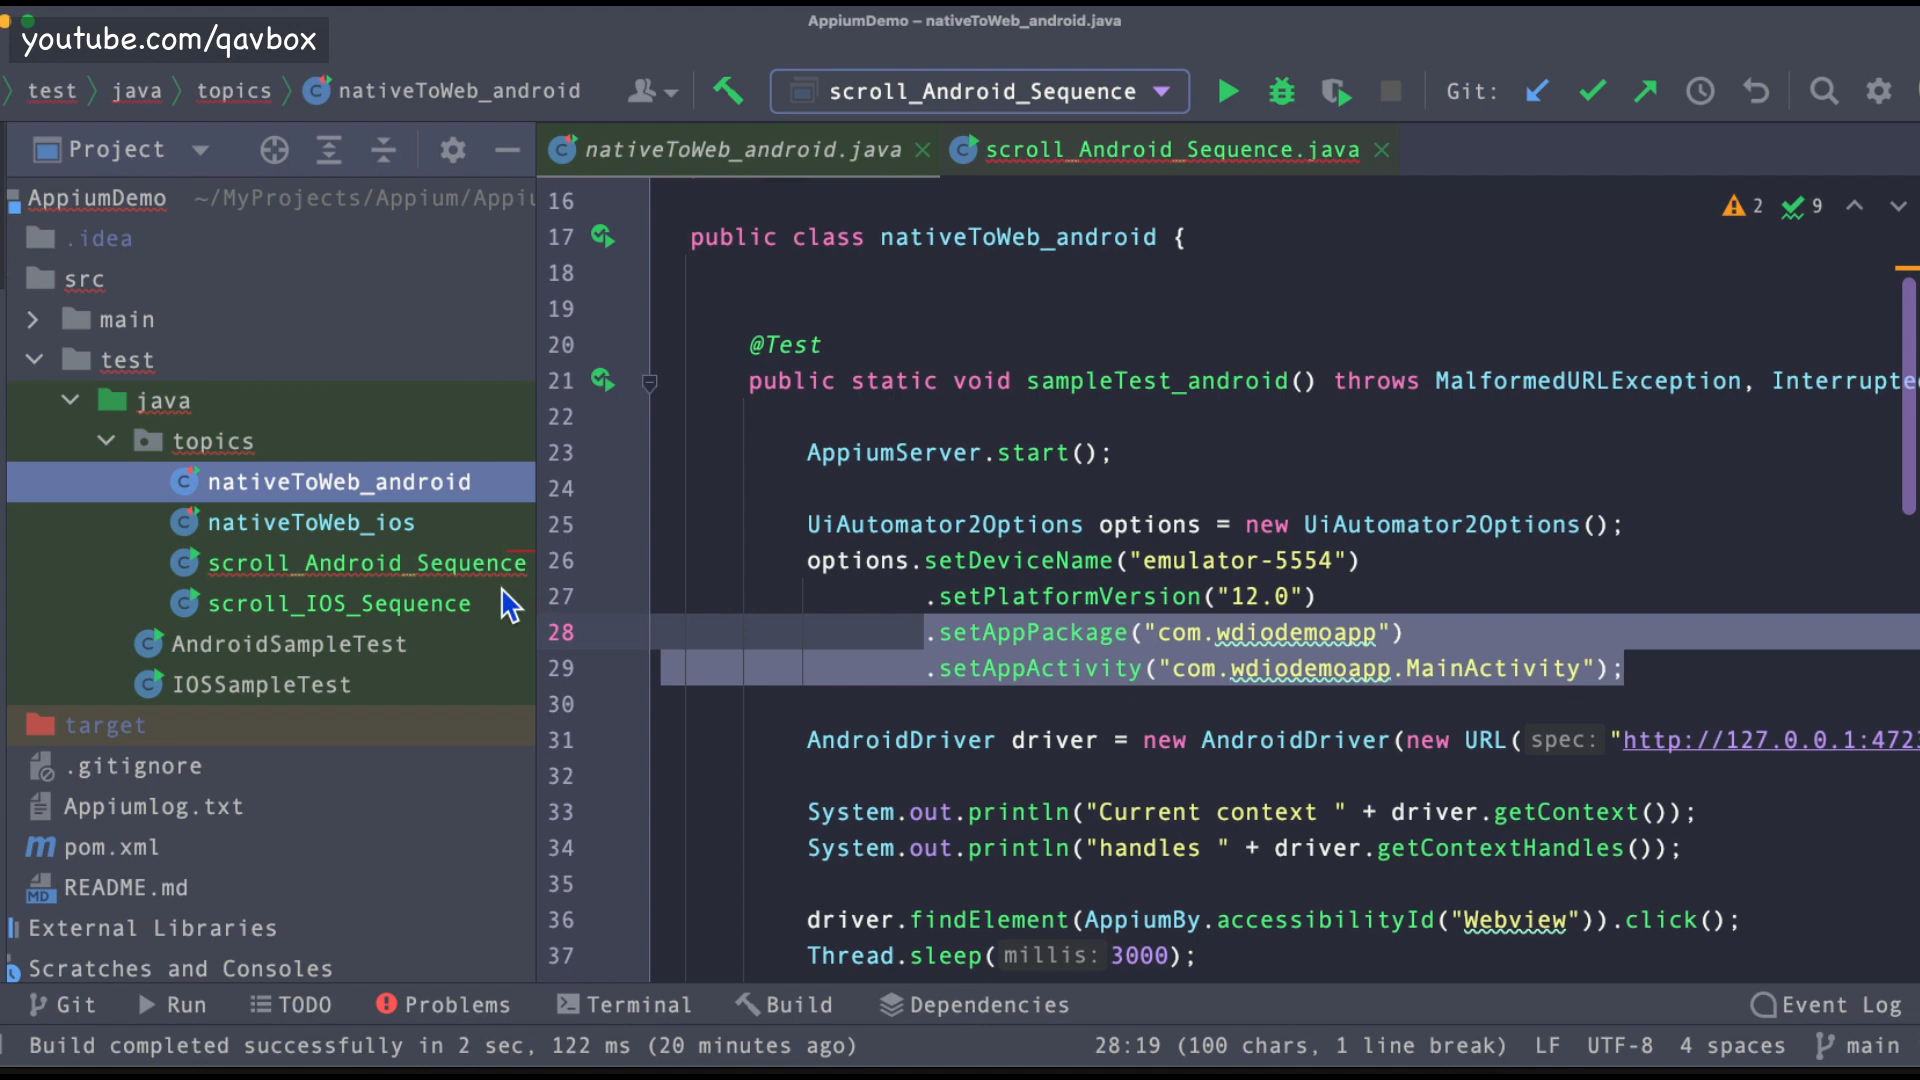 AppiumDemo – nativeToWeb_android.java
youtube.com/qavbox
test java topics nativeToWeb_android scroll_Android_Sequence Git:
Project nativeToWeb_android.java scroll_Android_Sequence.java
AppiumDemo ~/MyProjects/Appium/Appiu
.idea
src
main
test
java
topics
nativeToWeb_android
nativeToWeb_ios
scroll_Android_Sequence
scroll_IOS_Sequence
AndroidSampleTest
IOSSampleTest
target
.gitignore
Appiumlog.txt
pom.xml
README.md
External Libraries
Scratches and Consoles
2 9
16
17 public class nativeToWeb_android {
18
19
20 @Test
21 public static void sampleTest_android() throws MalformedURLException, Interrupte
22
23 AppiumServer.start();
24
25 UiAutomator2Options options = new UiAutomator2Options();
26 options.setDeviceName("emulator-5554")
27 .setPlatformVersion("12.0")
28 .setAppPackage("com.wdiodemoapp")
29 .setAppActivity("com.wdiodemoapp.MainActivity");
30
31 AndroidDriver driver = new AndroidDriver(new URL( spec: "http://127.0.0.1:4723
32
33 System.out.println("Current context " + driver.getContext());
34 System.out.println("handles " + driver.getContextHandles());
35
36 driver.findElement(AppiumBy.accessibilityId("Webview")).click();
37 Thread.sleep( millis: 3000);
Git Run TODO Problems Terminal Build Dependencies Event Log
Build completed successfully in 2 sec, 122 ms (20 minutes ago) 28:19 (100 chars, 1 line break) LF UTF-8 4 spaces main